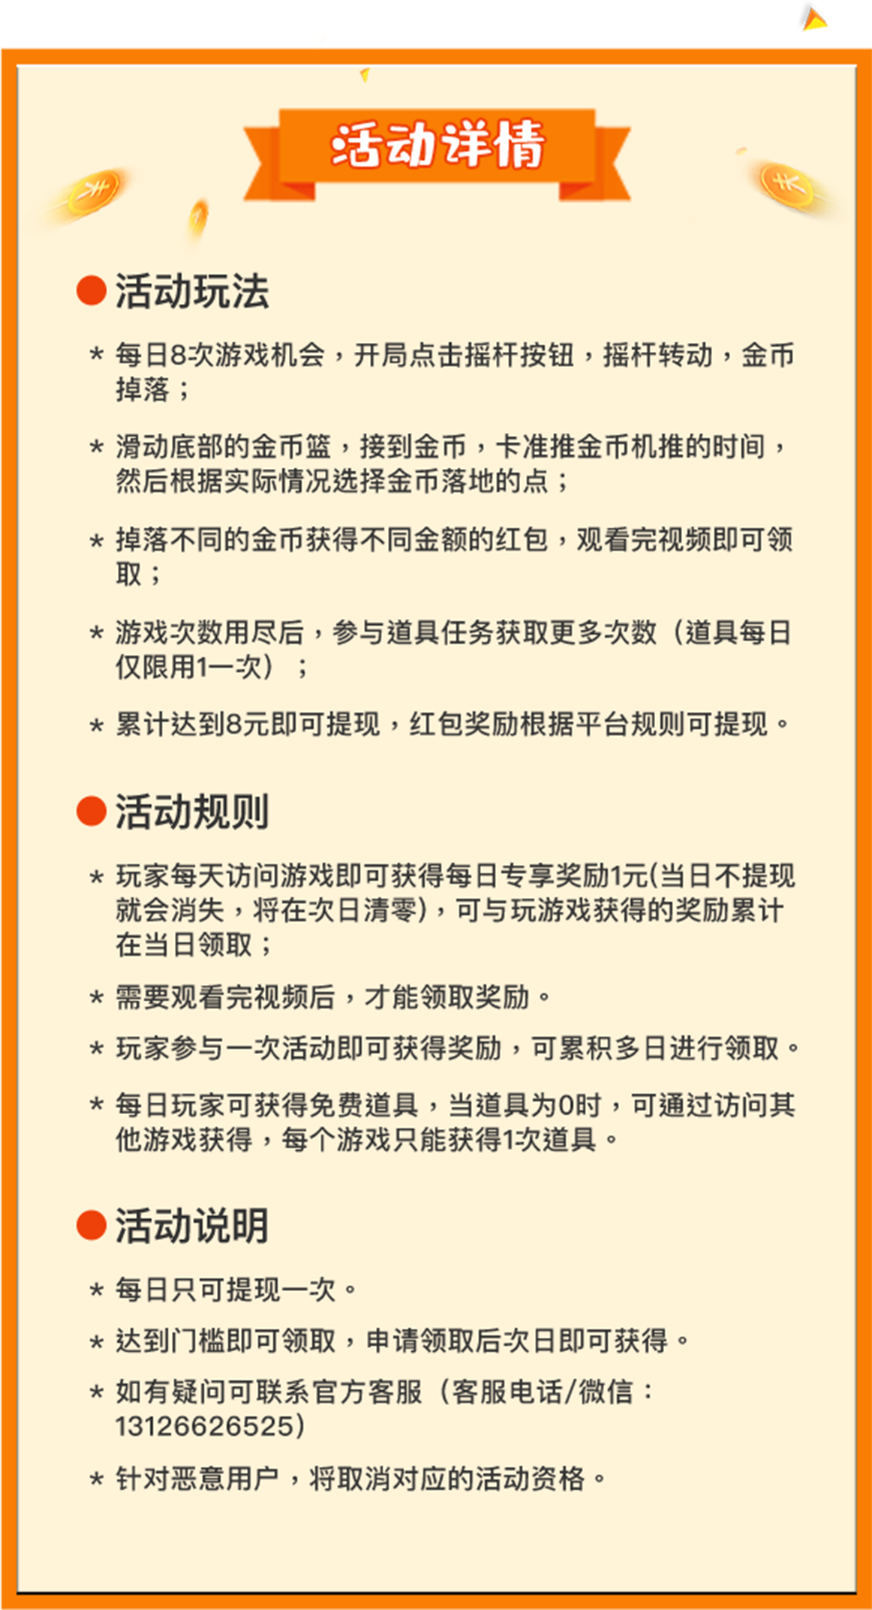 活动详情
活动玩法
* 每日8次游戏机会，开局点击摇杆按钮，摇杆转动，金币
掉落；
* 滑动底部的金币篮，接到金币，卡准推金币机推的时间，
然后根据实际情况选择金币落地的点；
* 掉落不同的金币获得不同金额的红包，观看完视频即可领
取；
* 游戏次数用尽后，参与道具任务获取更多次数（道具每日
仅限用1一次）；
* 累计达到8元即可提现，红包奖励根据平台规则可提现。
活动规则
* 玩家每天访问游戏即可获得每日专享奖励1元(当日不提现
就会消失，将在次日清零)，可与玩游戏获得的奖励累计
在当日领取；
* 需要观看完视频后，才能领取奖励。
* 玩家参与一次活动即可获得奖励，可累积多日进行领取。
* 每日玩家可获得免费道具，当道具为0时，可通过访问其
他游戏获得，每个游戏只能获得1次道具。
活动说明
* 每日只可提现一次。
* 达到门槛即可领取，申请领取后次日即可获得。
* 如有疑问可联系官方客服（客服电话/微信：
13126626525）
* 针对恶意用户，将取消对应的活动资格。